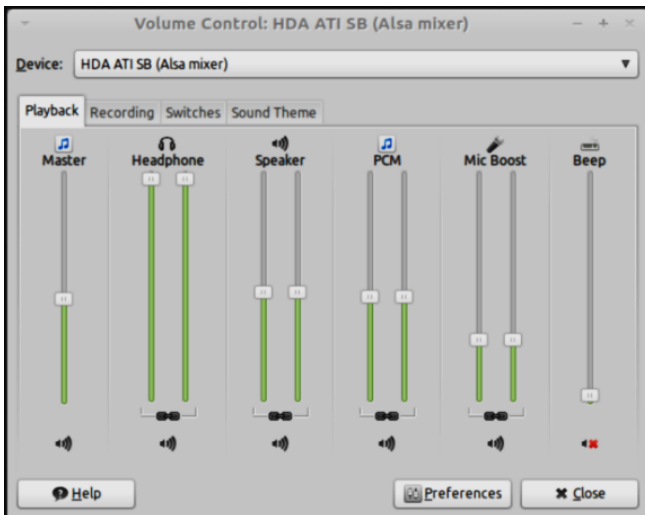 Volume Control: HDA ATI SB (Alsa mixer)
Device: HDA ATI SB (Alsa mixer)
Playback Recording Switches Sound Theme
Master Headphone Speaker PCM Mic Boost Beep
Help Preferences Close